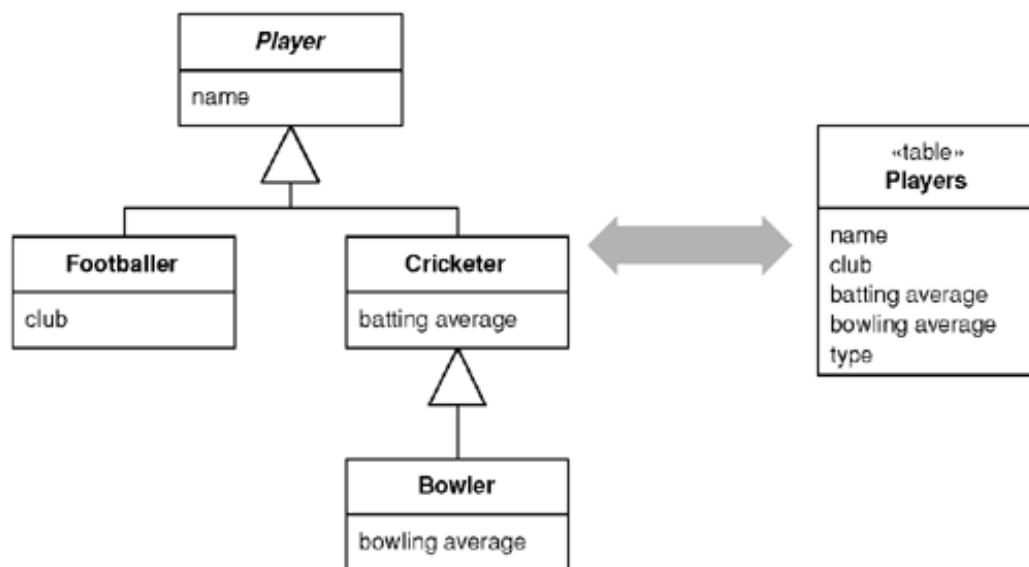 Player
name
Footballer
club
Cricketer
batting average
Bowler
bowling average
«table»
Players
name
club
batting average
bowling average
type